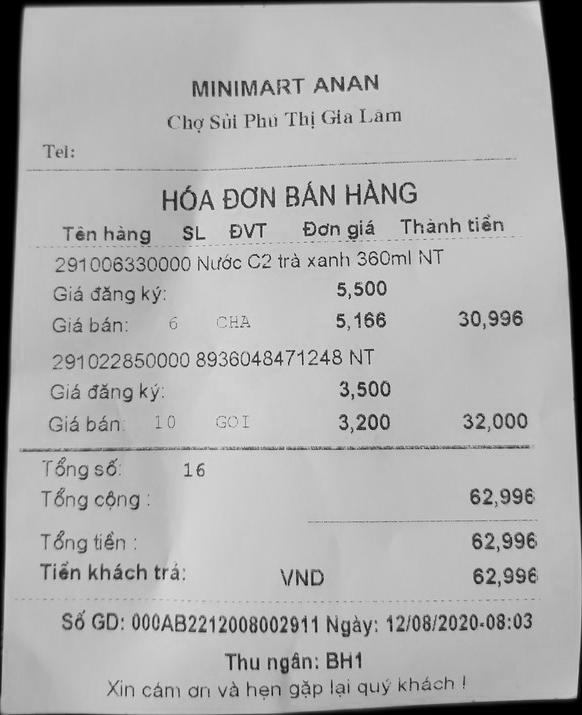 MINIMART ANAN
Chợ Sủi Phú Thị Gia Lâm
Tel:
HÓA ĐƠN BÁN HÀNG
Tên hàng SL ĐVT Đơn giá Thành tiền
291006330000 Nước C2 trà xanh 360ml NT
Giá đăng ký: 5,500
Giá bán: 6 CHA 5,166 30,996
291022850000 8936048471248 NT
Giá đăng ký: 3,500
Giá bán: 10 GOI 3,200 32,000
Tổng số: 16
Tổng cộng : 62,996
Tổng tiền : 62,996
Tiền khách trả: VND 62,996
Số GD: 000AB2212008002911 Ngày: 12/08/2020-08:03
Thu ngân: BH1
Xin cám ơn và hẹn gặp lại quý khách !